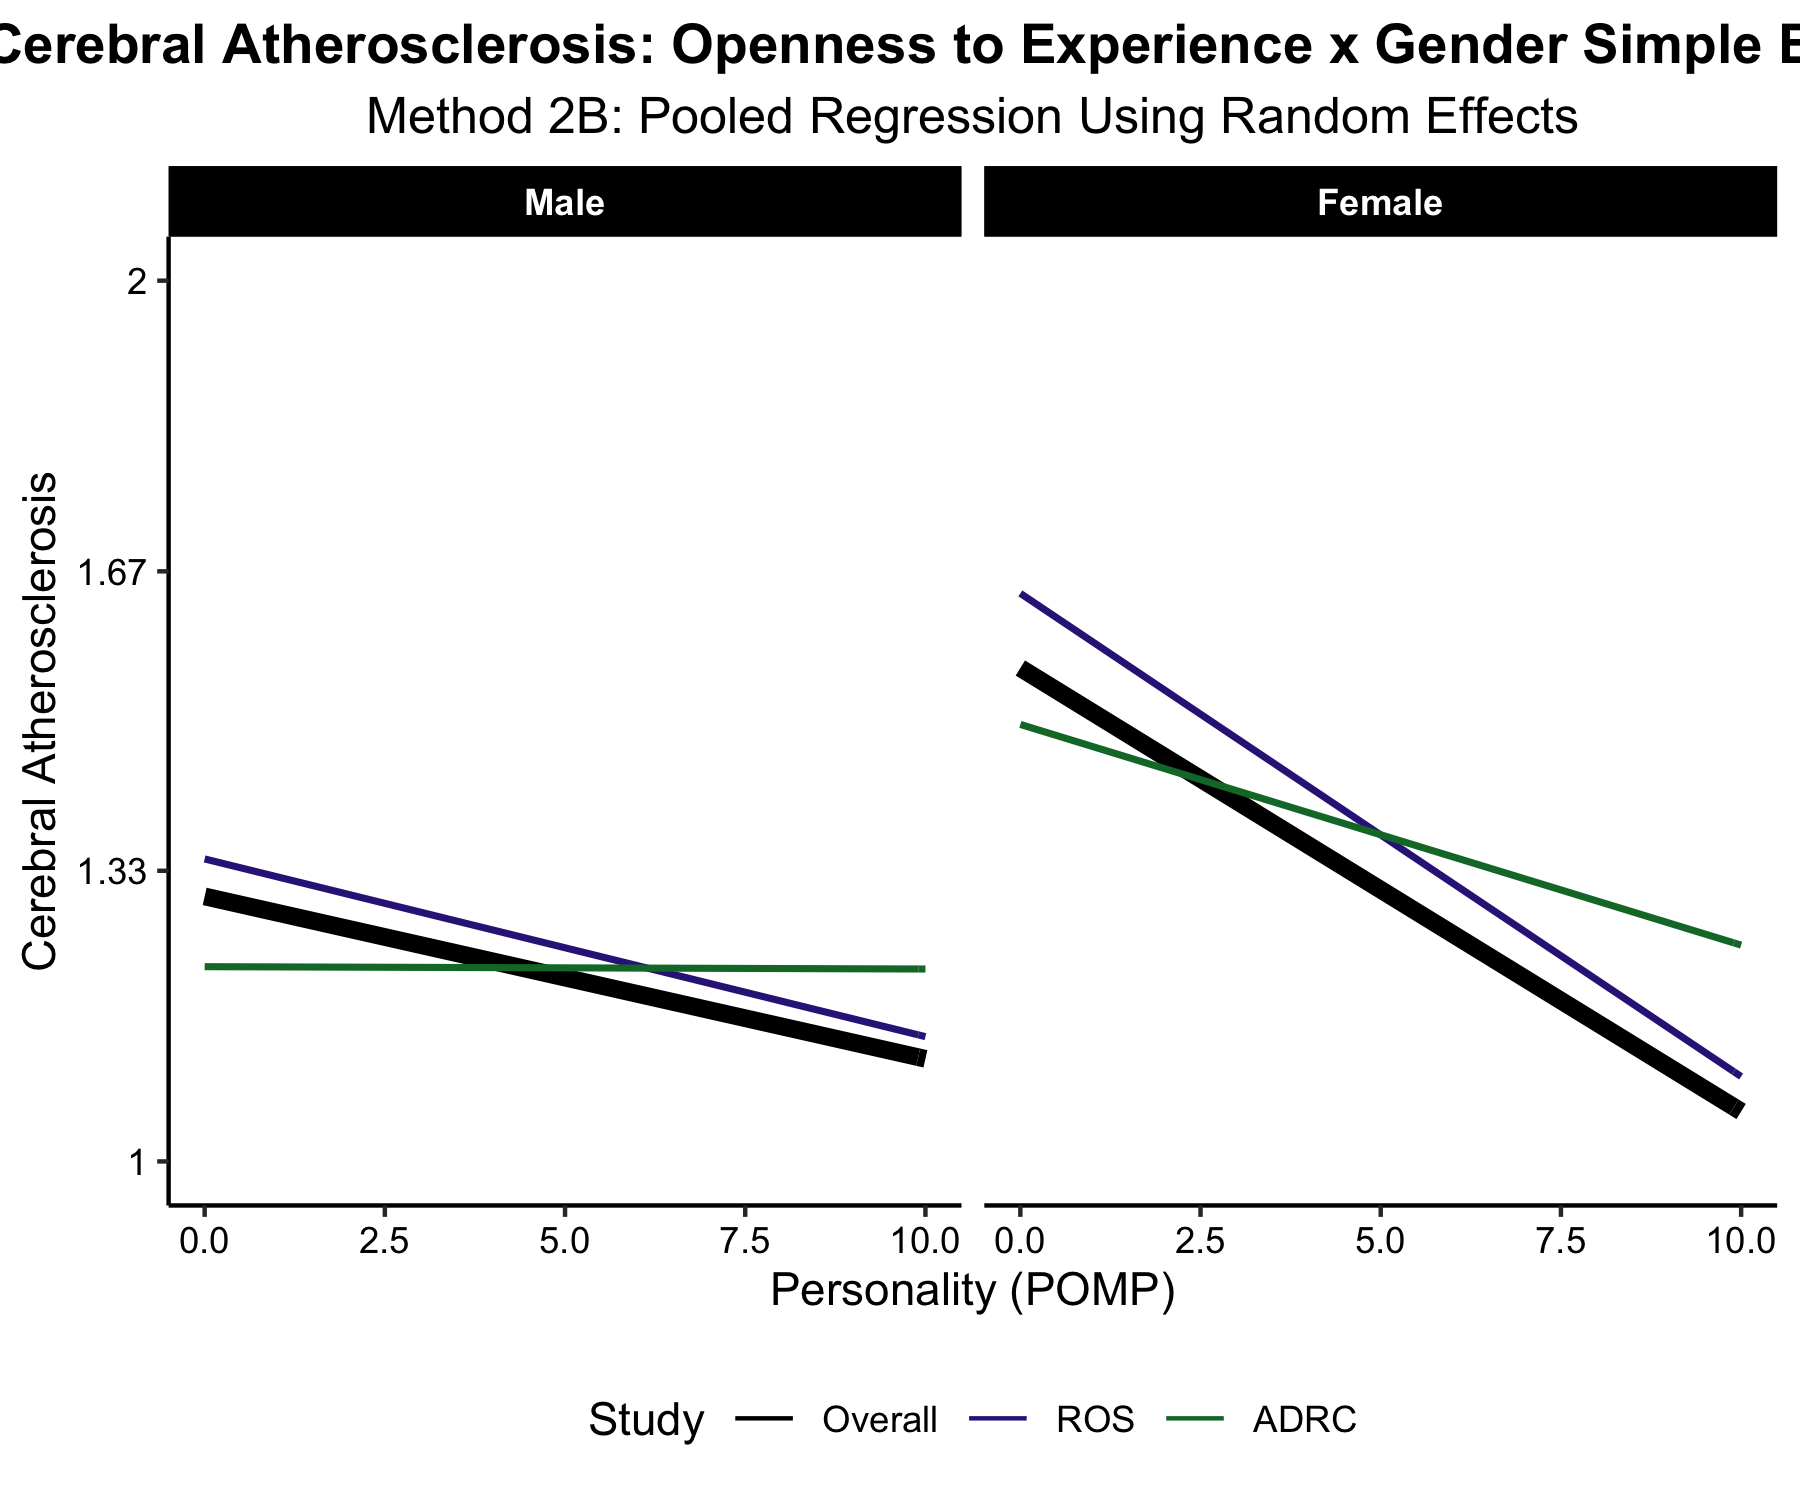 Cerebral Atherosclerosis: Openness to Experience x Gender Simple
Method 2B: Pooled Regression Using Random Effects
Male
Female
Cerebral Atherosclerosis
2
1.67
1.33
1
0.0 2.5 5.0 7.5 10.0 0.0 2.5 5.0 7.5 10.0
Personality (POMP)
Study Overall ROS ADRC